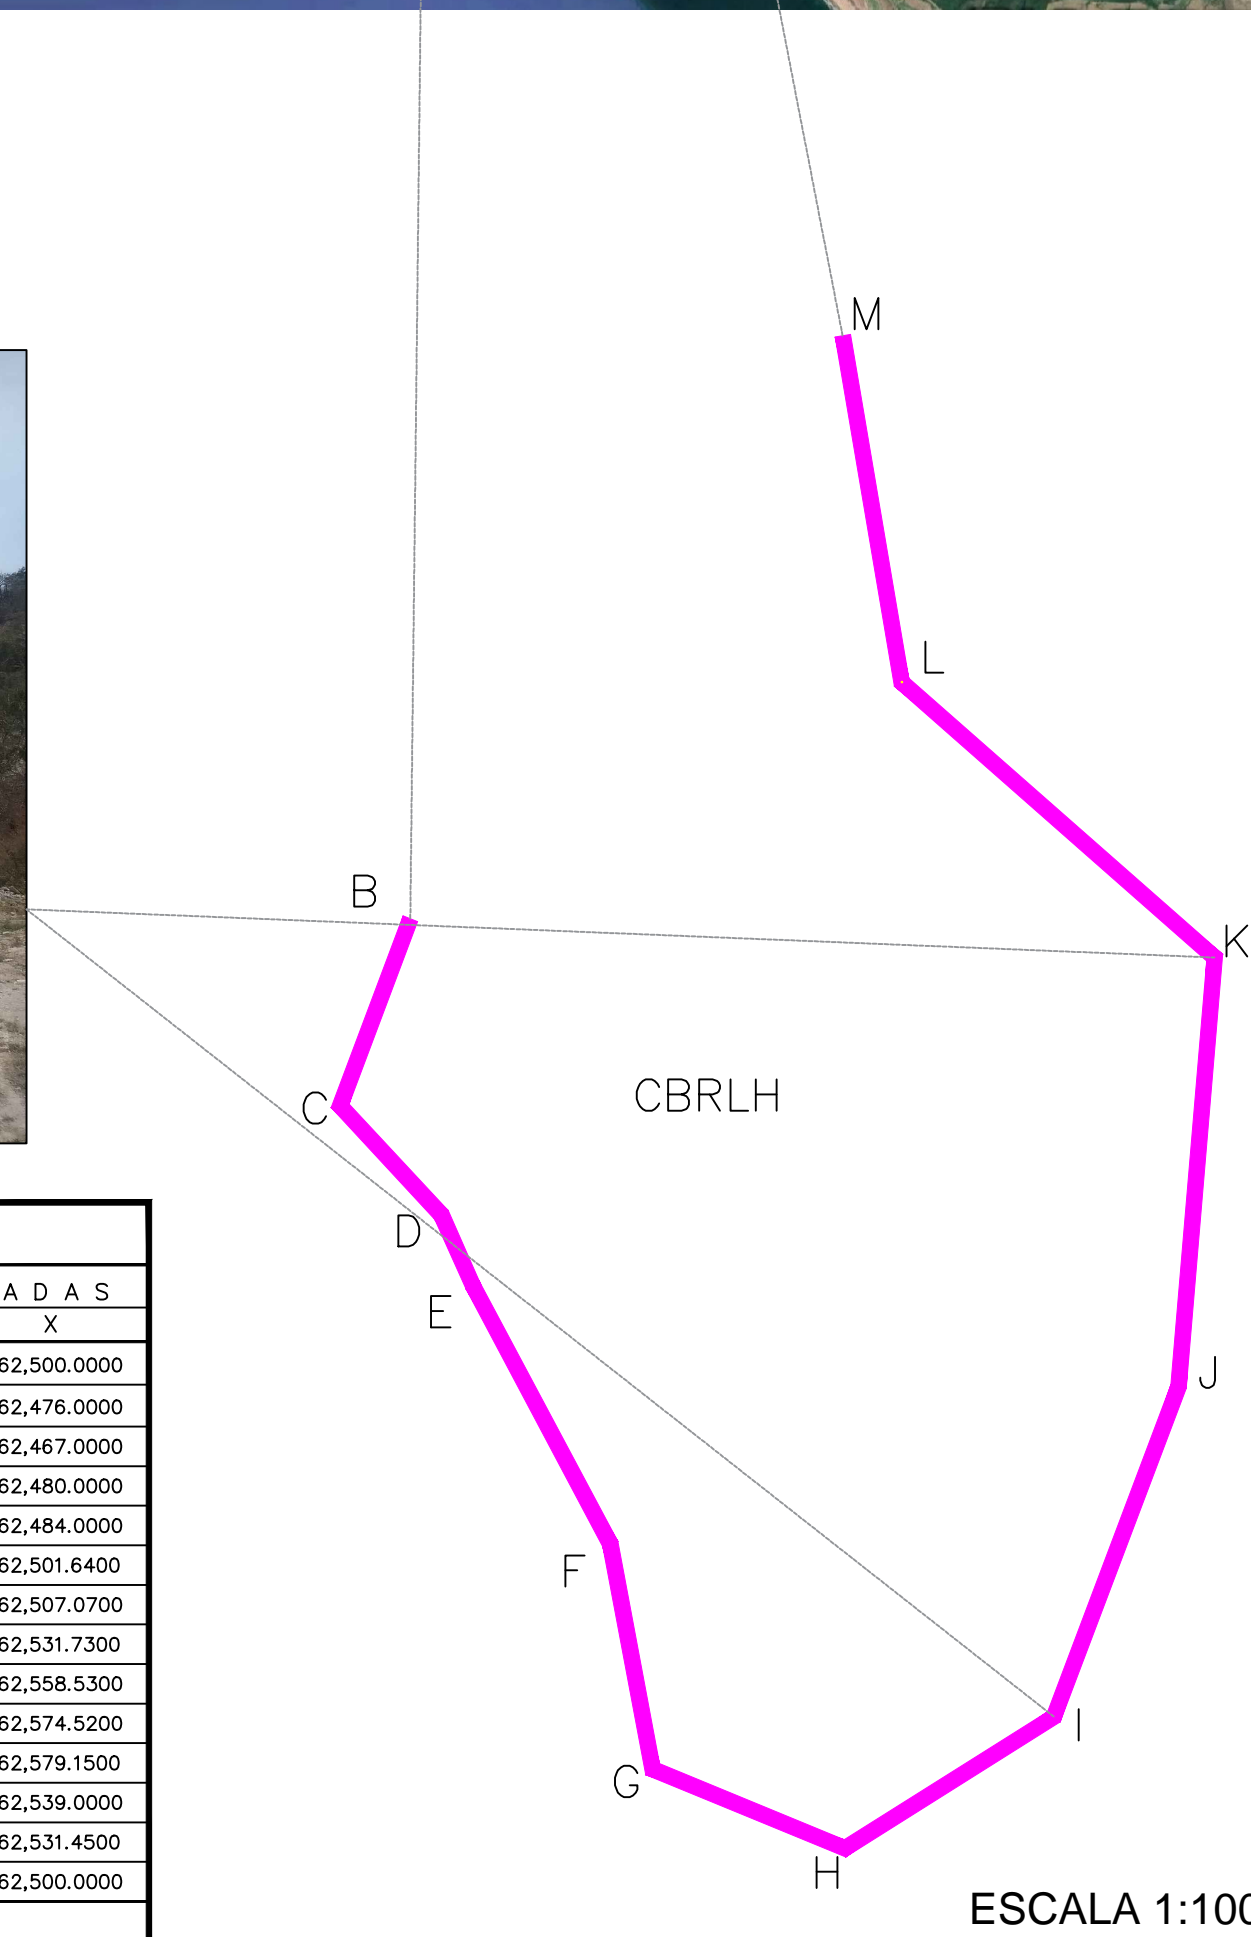 M
L
B
K
C
CBRLH
D
E
J
F
I
G
H
A D A S
X
62,500.0000
62,476.0000
62,467.0000
62,480.0000
62,484.0000
62,501.6400
62,507.0700
62,531.7300
62,558.5300
62,574.5200
62,579.1500
62,539.0000
62,531.4500
62,500.0000
ESCALA 1:100